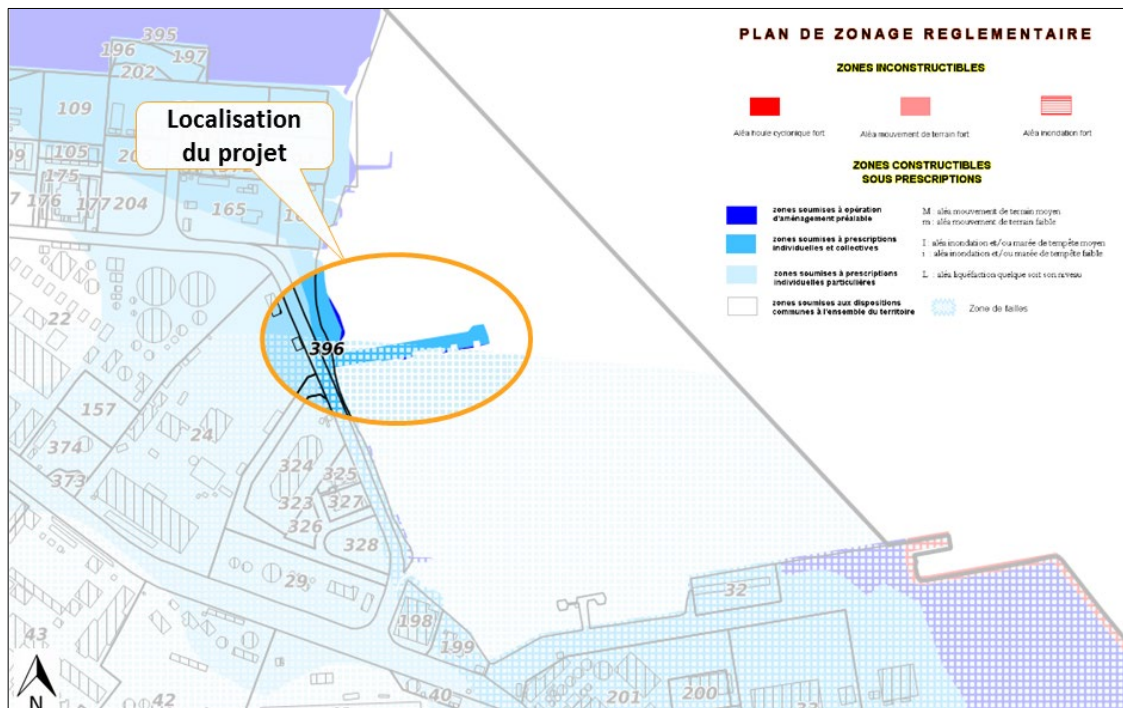 PLAN DE ZONAGE REGLEMENTAIRE
ZONES INCONSTRUCTIBLES
Aléa houle cyclonique fort
Aléa mouvement de terrain fort
Aléa inondation fort
ZONES CONSTRUCTIBLES
SOUS PRESCRIPTIONS
zones soumises à opération
d'aménagement préalable
zones soumises à prescriptions
individuelles et collectives
zones soumises à prescriptions
individuelles particulières
zones soumises aux dispositions
communes à l'ensemble du territoire
M : aléa mouvement de terrain moyen
m : aléa mouvement de terrain faible
I : aléa inondation et/ou marée de tempête moyen
i : aléa inondation et/ou marée de tempête faible
L : aléa liquéfaction quelque soit son niveau
Zone de failles
Localisation
du projet
395
196
197
202
109
105
175
176
177
204
165
22
396
157
24
374
373
324
325
323
327
326
328
29
32
198
199
43
42
40
201
200
N